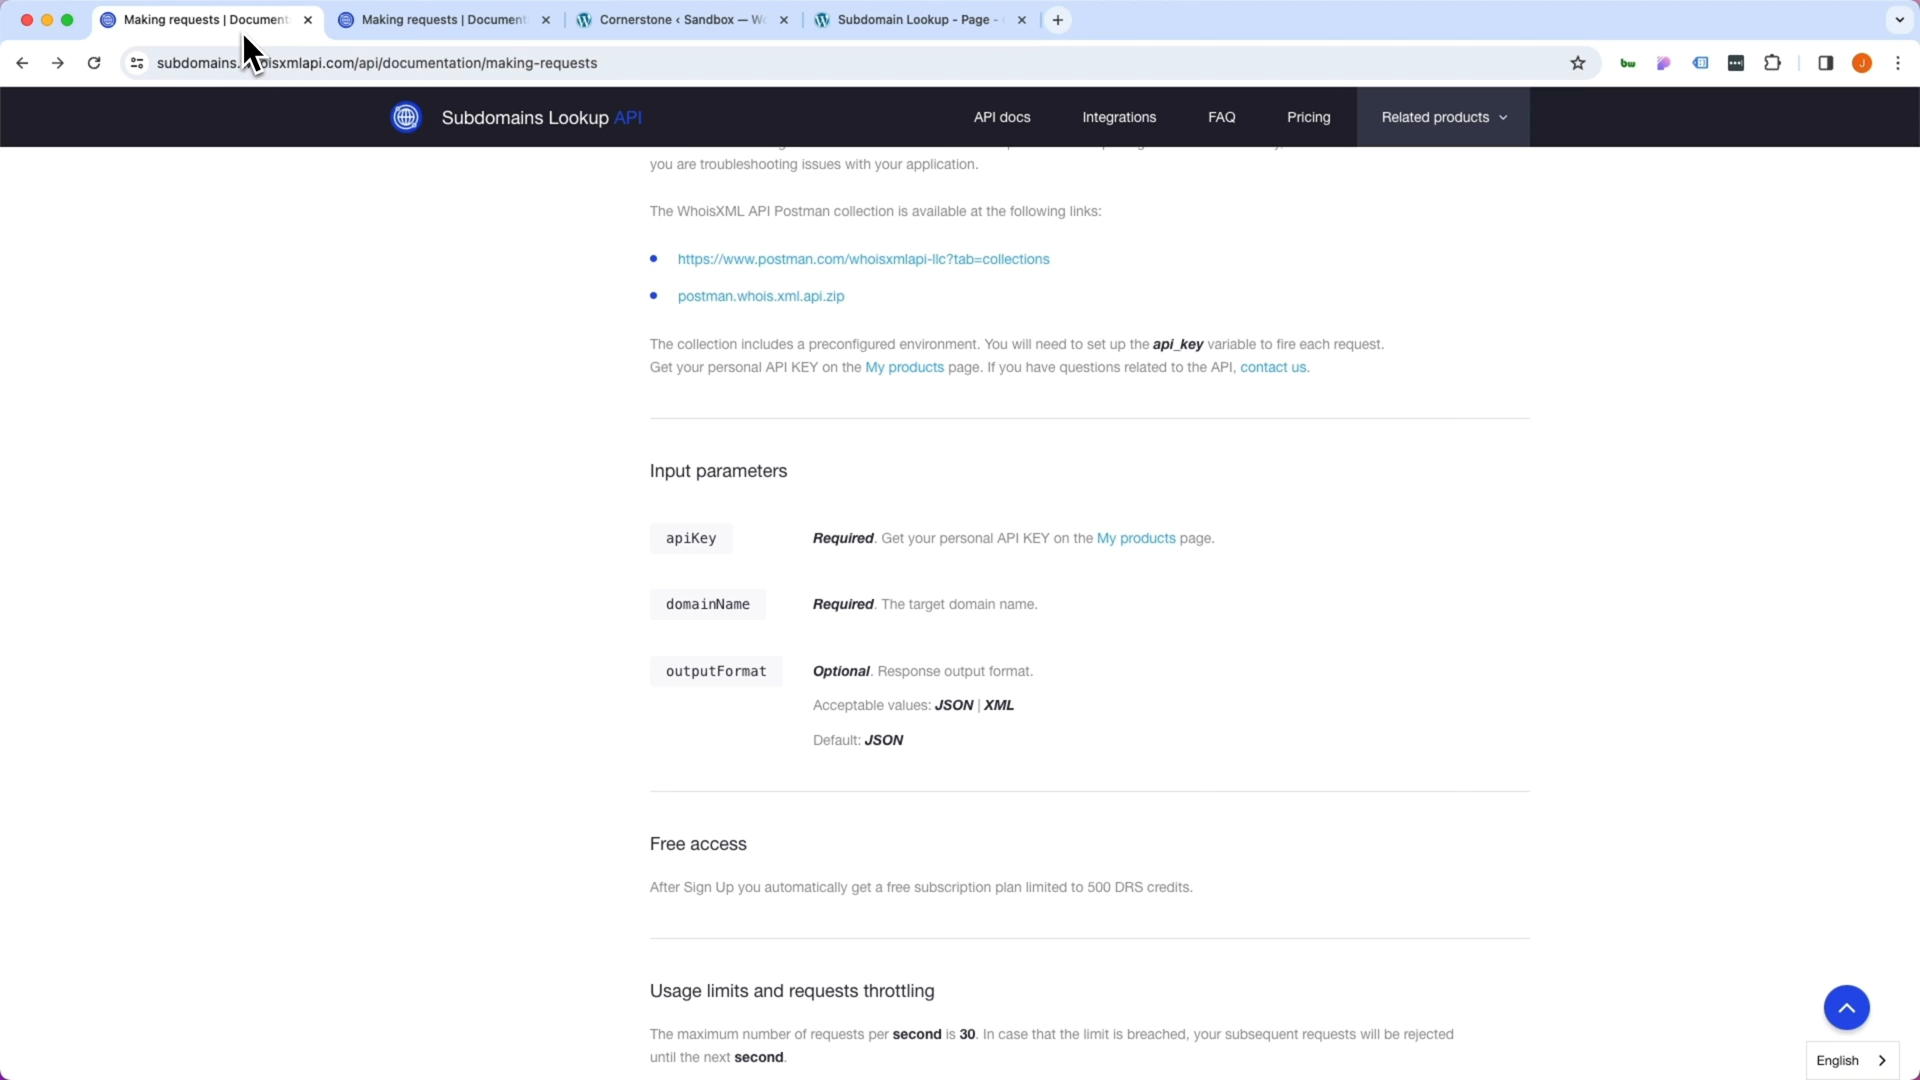 Making requests | Document
Making requests | Document
Cornerstone ‹ Sandbox — W
Subdomain Lookup - Page -
subdomains. oisxmlapi.com/api/documentation/making-requests
bw
J
Subdomains Lookup API
API docs
Integrations
FAQ
Pricing
Related products
you are troubleshooting issues with your application.
The WhoisXML API Postman collection is available at the following links:
https://www.postman.com/whoisxmlapi-llc?tab=collections
postman.whois.xml.api.zip
The collection includes a preconfigured environment. You will need to set up the api_key variable to fire each request.
Get your personal API KEY on the My products page. If you have questions related to the API, contact us.
Input parameters
apiKey Required. Get your personal API KEY on the My products page.
domainName Required. The target domain name.
outputFormat Optional. Response output format.
Acceptable values: JSON | XML
Default: JSON
Free access
After Sign Up you automatically get a free subscription plan limited to 500 DRS credits.
Usage limits and requests throttling
The maximum number of requests per second is 30. In case that the limit is breached, your subsequent requests will be rejected
until the next second.
English